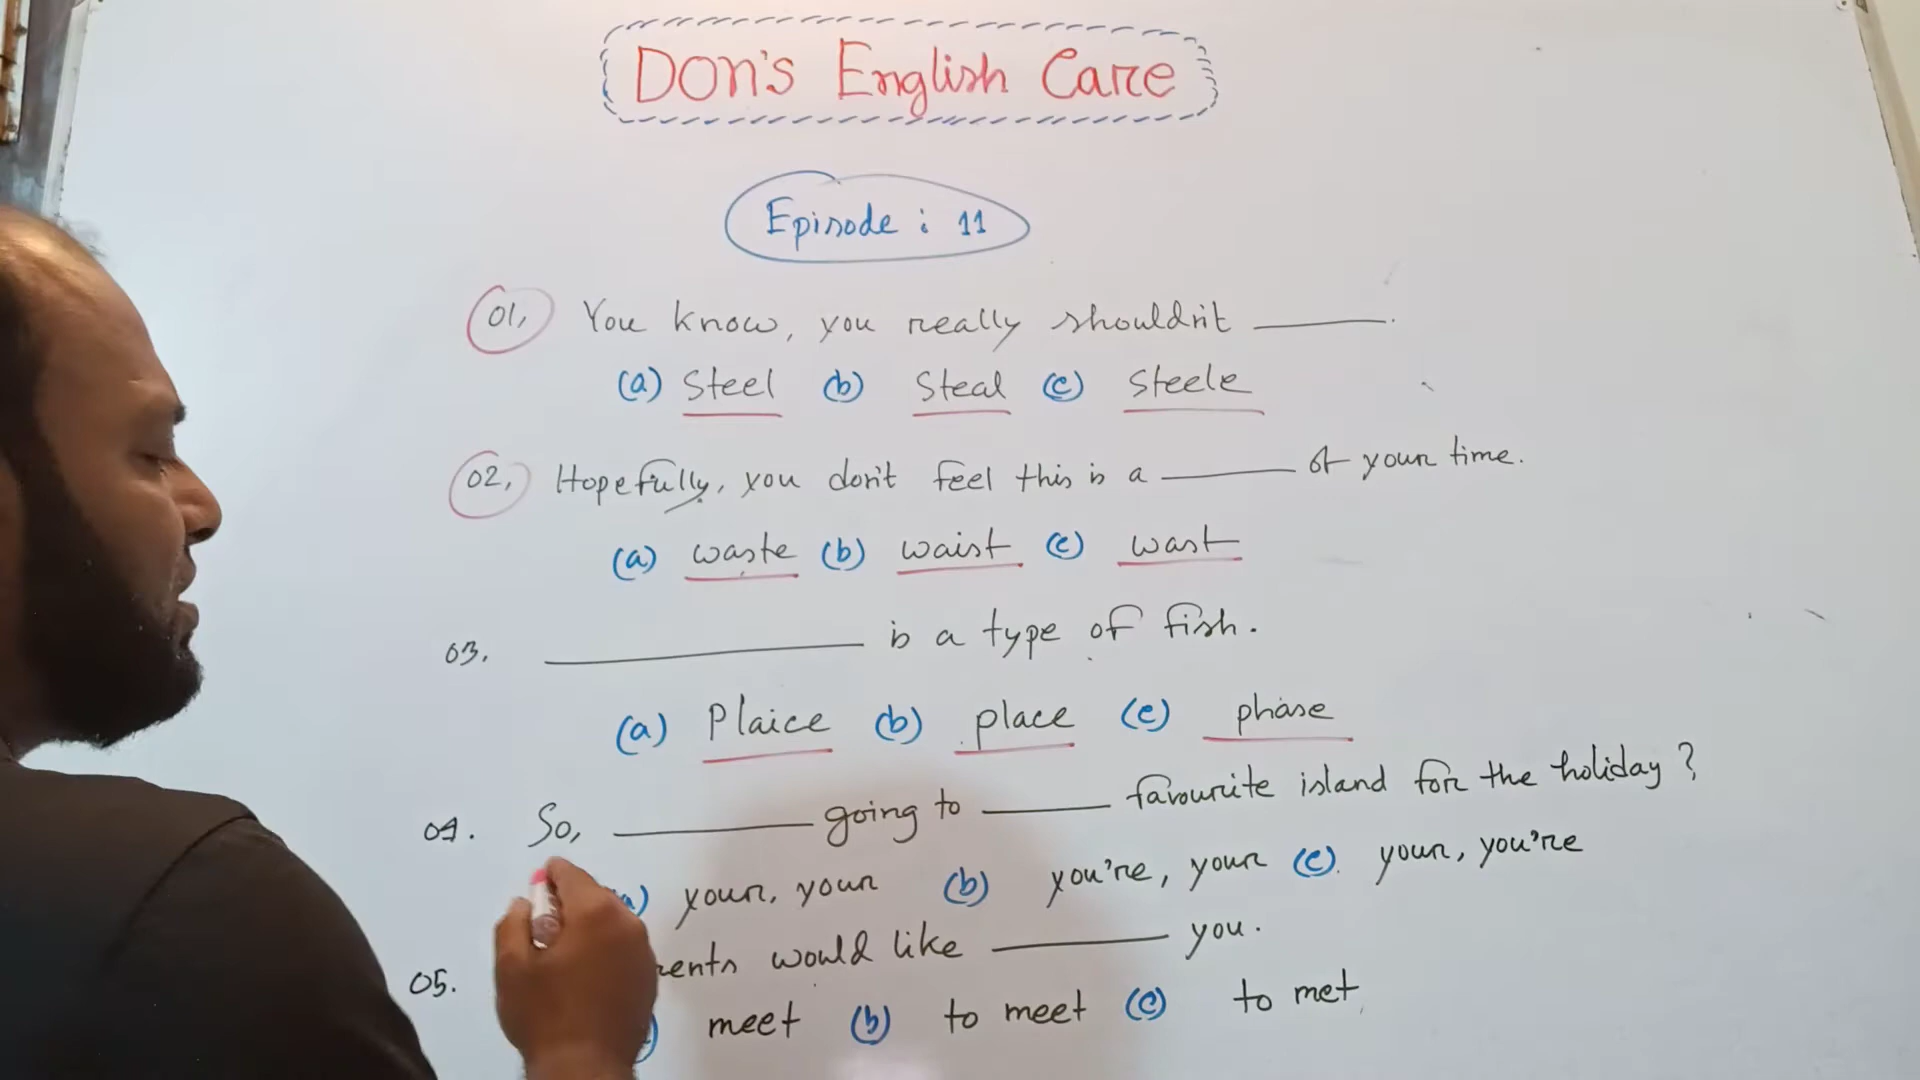 Don's English Care
Episode : 11
01, You know, you really shouldn't ______.
(a) Steel (b) Steal (c) Steele
02, Hopefully, you don't feel this is a ______ of your time.
(a) waste (b) waist (c) wast
03. ______ is a type of fish.
(a) Plaice (b) place (c) phase
04. So, ______ going to ______ favourite island for the holiday?
your, your (b) you're, your (c) your, you're
05. would like ______ you.
meet (b) to meet (c) to met